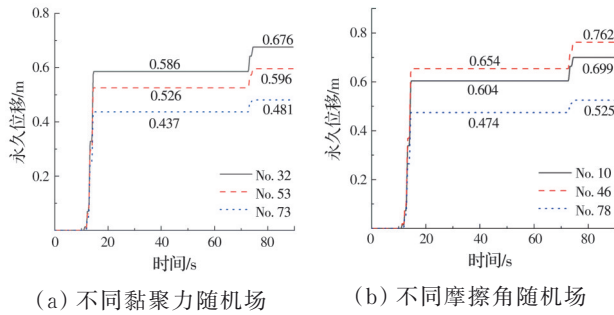 0.8
0.6
0.4
0.2
永久位移/m
0.586
0.676
0.526
0.596
0.437
0.481
No. 32
No. 53
No. 73
0
20
40
60
80
时间/s
(a) 不同黏聚力随机场
0.8
0.6
0.4
0.2
永久位移/m
0.654
0.762
0.604
0.699
0.474
0.525
No. 10
No. 46
No. 78
0
20
40
60
80
时间/s
(b) 不同摩擦角随机场